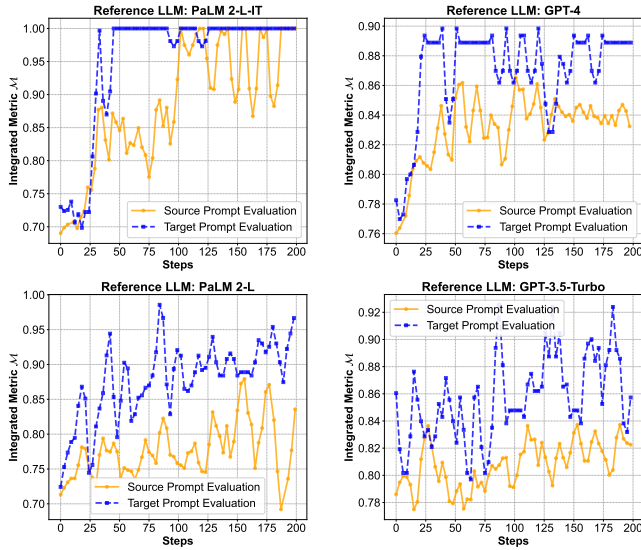 Reference LLM: PaLM 2-L-IT
Integrated Metric ℳ
1.00
0.95
0.90
0.85
0.80
0.75
0.70
Source Prompt Evaluation
Target Prompt Evaluation
0 25 50 75 100 125 150 175 200
Steps
Reference LLM: GPT-4
Integrated Metric ℳ
0.90
0.88
0.86
0.84
0.82
0.80
0.78
0.76
Source Prompt Evaluation
Target Prompt Evaluation
0 25 50 75 100 125 150 175 200
Steps
Reference LLM: PaLM 2-L
Integrated Metric ℳ
1.00
0.95
0.90
0.85
0.80
0.75
0.70
Source Prompt Evaluation
Target Prompt Evaluation
0 25 50 75 100 125 150 175 200
Steps
Reference LLM: GPT-3.5-Turbo
Integrated Metric ℳ
0.92
0.90
0.88
0.86
0.84
0.82
0.80
0.78
Source Prompt Evaluation
Target Prompt Evaluation
0 25 50 75 100 125 150 175 200
Steps